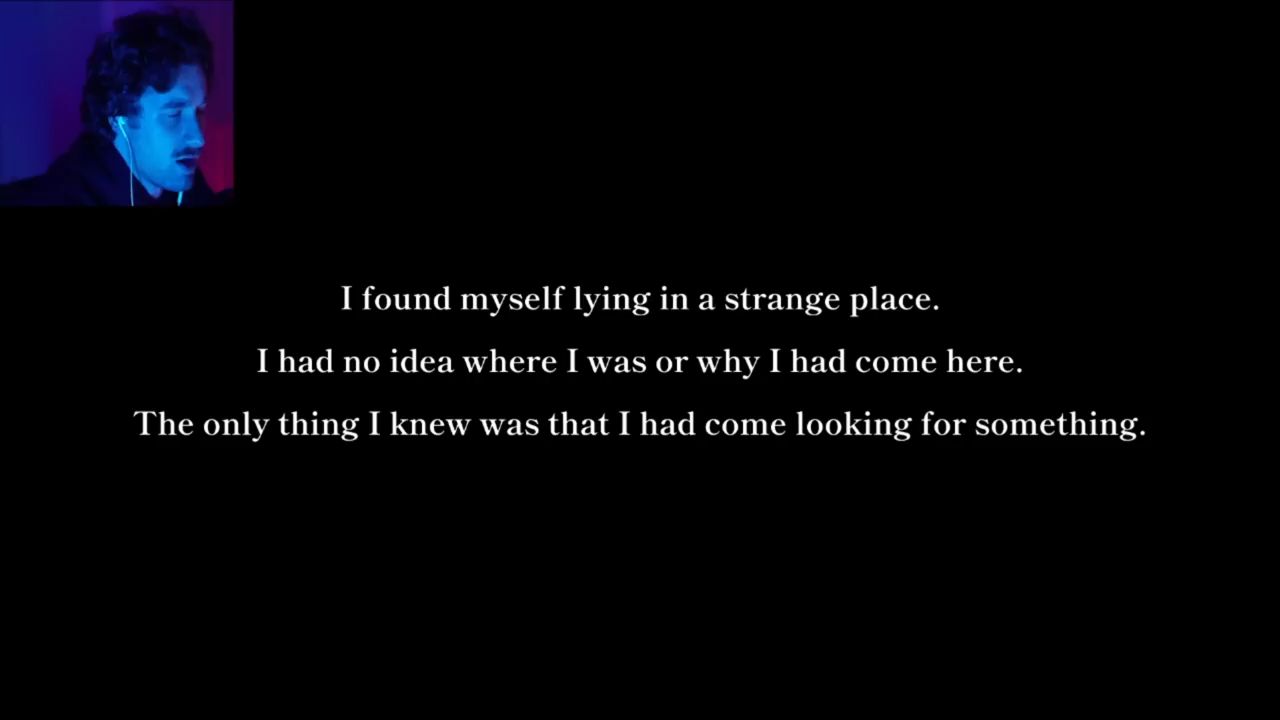 I found myself lying in a strange place.
I had no idea where I was or why I had come here.
The only thing I knew was that I had come looking for something.